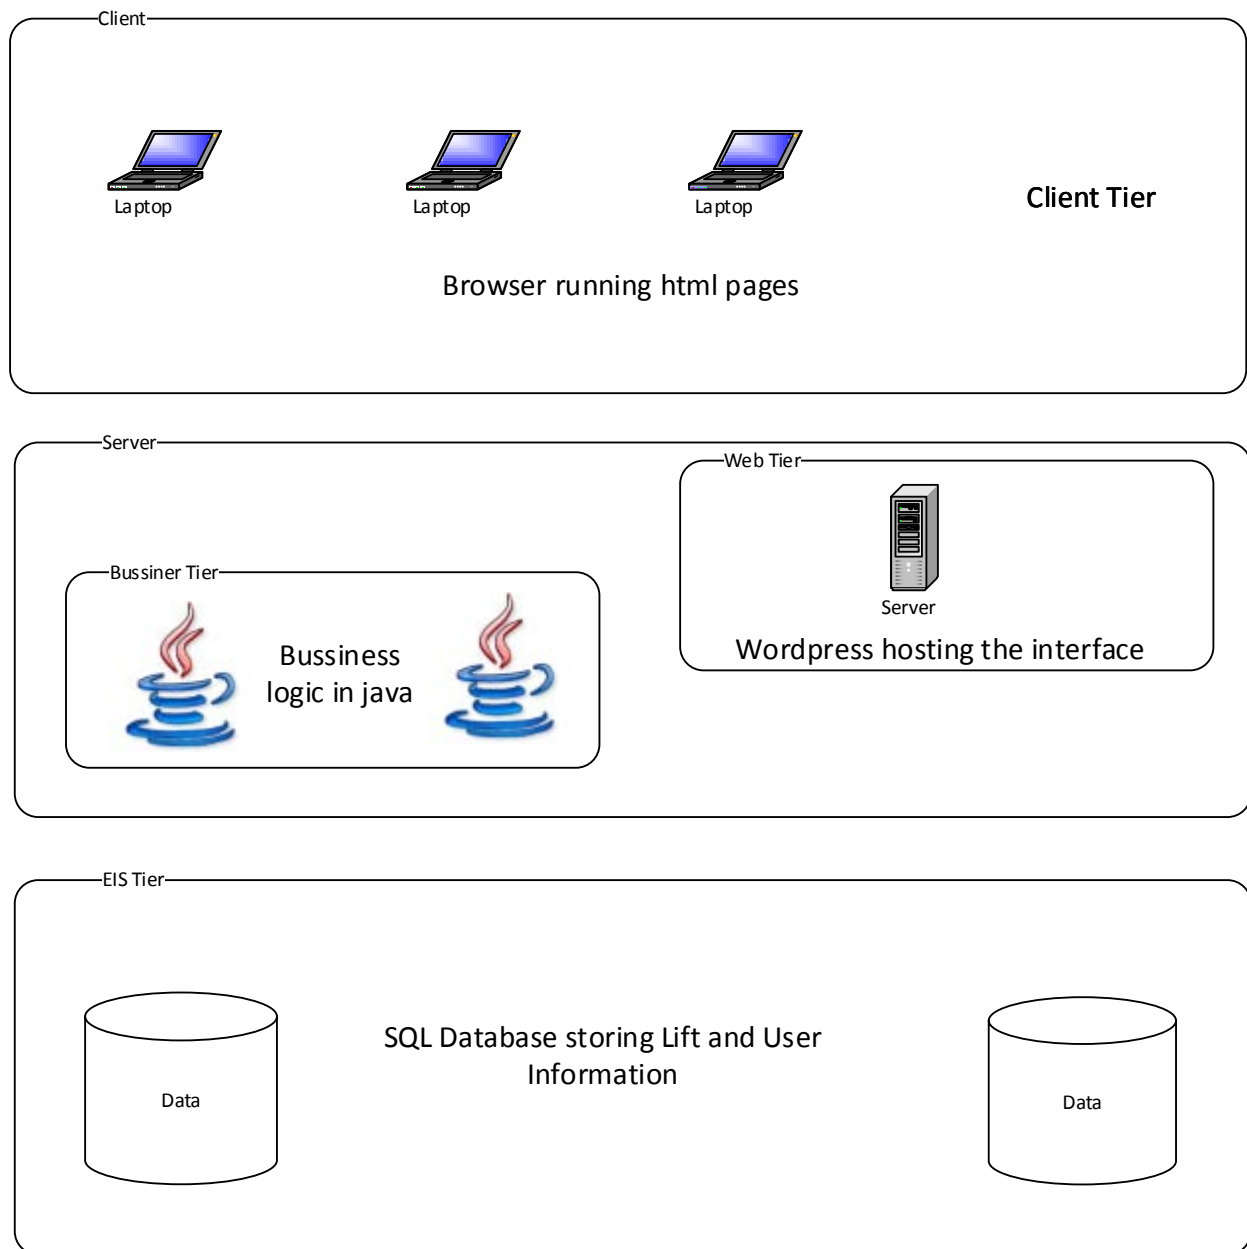 Client
Laptop
Laptop
Laptop
Client Tier
Browser running html pages
Server
Web Tier
Server
Wordpress hosting the interface
Bussiner Tier
Bussiness
logic in java
EIS Tier
SQL Database storing Lift and User
Information
Data
Data